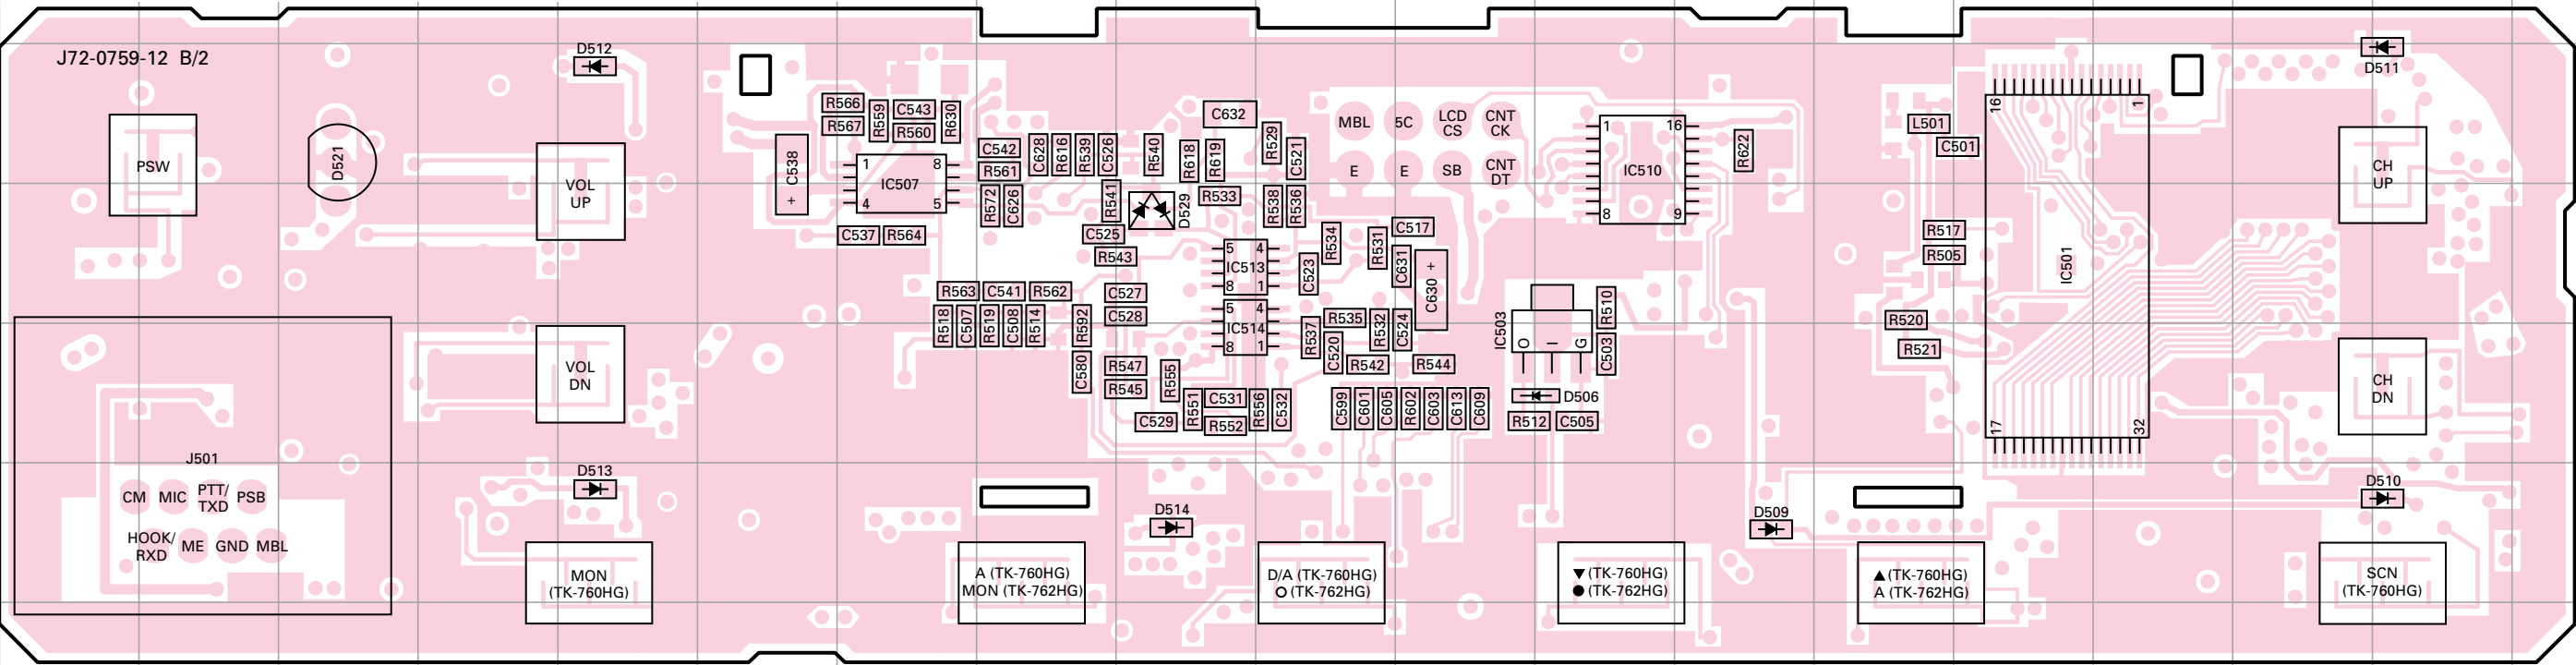 J72-0759-12 B/2
D512
D511
PSW
D521
VOL
UP
C538
+
R566
R567
R559
C543
R560
R630
1
8
IC507
4
5
C537
R564
C542
R561
R572
C626
C628
R616
R539
C526
R540
R618
R619
C632
R529
C521
R541
D529
R533
R538
R536
C525
R543
MBL
5C
LCD
CS
CNT
CK
E
E
SB
CNT
DT
1
16
IC510
8
9
R622
L501
C501
16
1
IC501
17
32
CH
UP
R517
R505
R520
R521
5
4
IC513
8
1
5
4
IC514
8
1
C523
R534
R531
C517
C631
+
C630
R563
C541
R562
C527
C528
R518
C507
R519
C508
R514
R592
C580
R547
R545
R555
R537
R535
C520
R532
C524
R542
R544
IC503
O
I
G
R510
C503
VOL
DN
CH
DN
C529
R551
C531
R552
R556
C532
C599
C601
C605
R602
C603
C613
C609
D506
R512
C505
J501
CM
MIC
PTT/
TXD
PSB
HOOK/
RXD
ME
GND
MBL
D513
D514
D509
D510
MON
(TK-760HG)
A (TK-760HG)
MON (TK-762HG)
D/A (TK-760HG)
O (TK-762HG)
▼(TK-760HG)
●(TK-762HG)
▲(TK-760HG)
A (TK-762HG)
SCN
(TK-760HG)